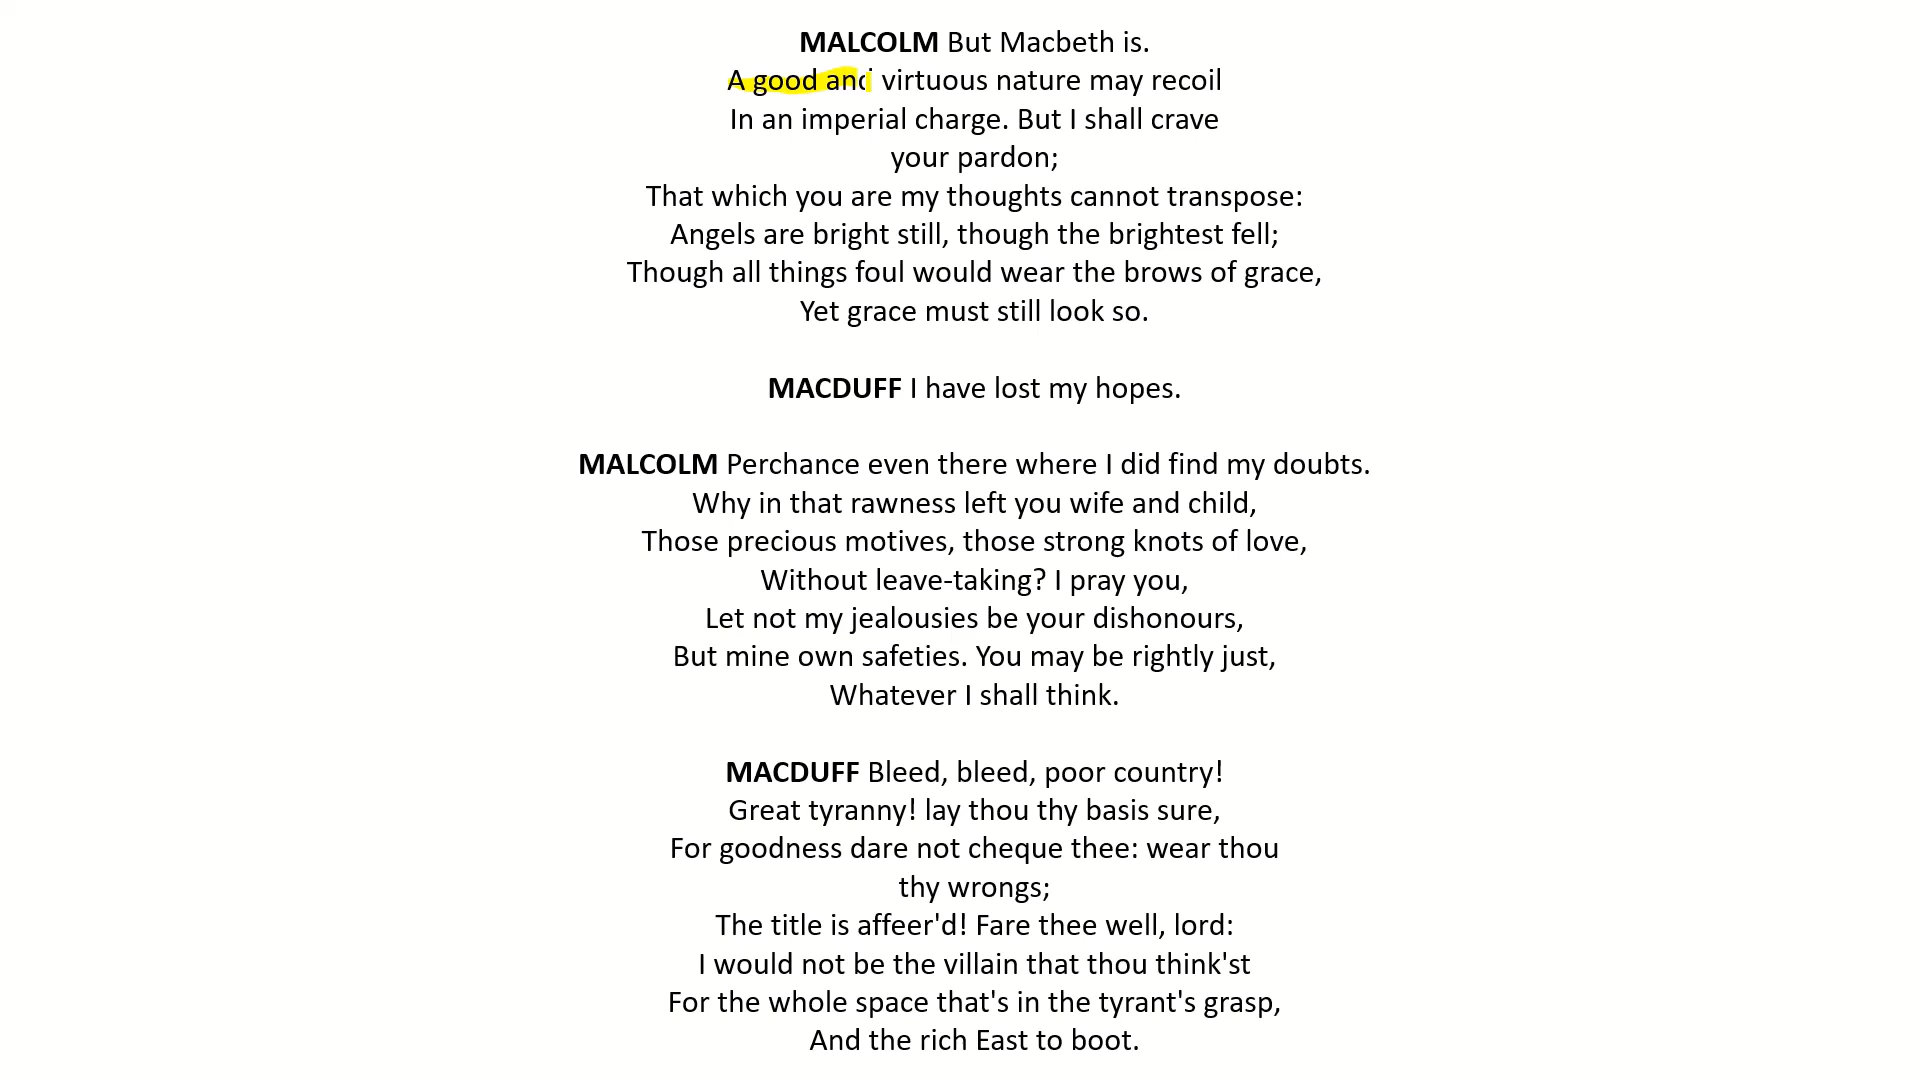 MALCOLM But Macbeth is.
A good and virtuous nature may recoil
In an imperial charge. But I shall crave
your pardon;
That which you are my thoughts cannot transpose:
Angels are bright still, though the brightest fell;
Though all things foul would wear the brows of grace,
Yet grace must still look so.
MACDUFF I have lost my hopes.
MALCOLM Perchance even there where I did find my doubts.
Why in that rawness left you wife and child,
Those precious motives, those strong knots of love,
Without leave-taking? I pray you,
Let not my jealousies be your dishonours,
But mine own safeties. You may be rightly just,
Whatever I shall think.
MACDUFF Bleed, bleed, poor country!
Great tyranny! lay thou thy basis sure,
For goodness dare not cheque thee: wear thou
thy wrongs;
The title is affeer'd! Fare thee well, lord:
I would not be the villain that thou think'st
For the whole space that's in the tyrant's grasp,
And the rich East to boot.